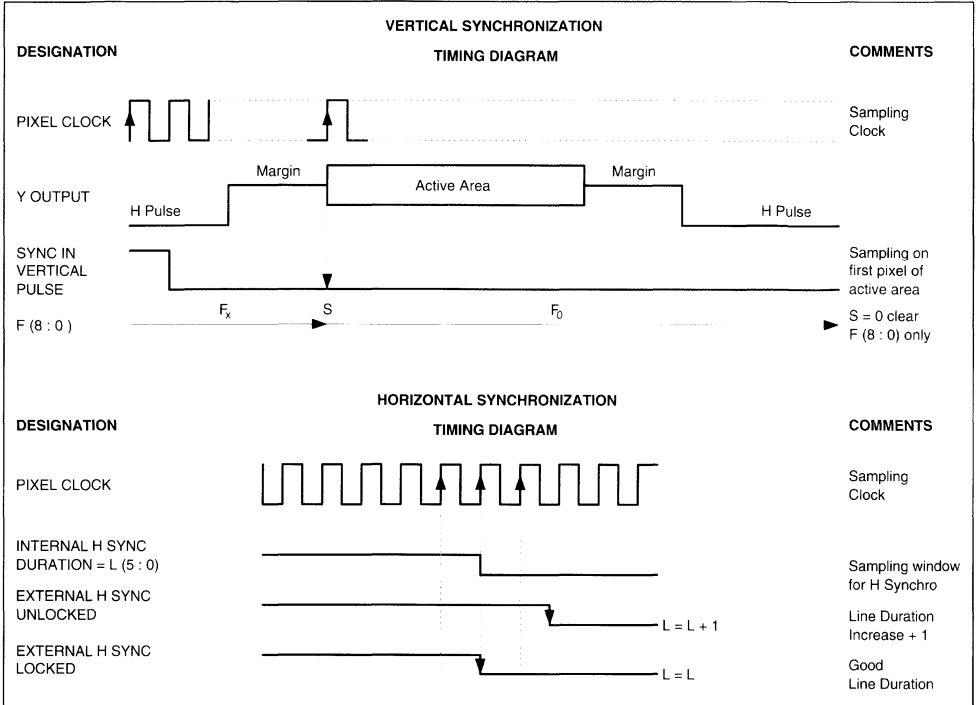 VERTICAL SYNCHRONIZATION
DESIGNATION
TIMING DIAGRAM
COMMENTS
PIXEL CLOCK
Sampling
Clock
Y OUTPUT
H Pulse
Margin
Active Area
Margin
H Pulse
SYNC IN
VERTICAL
PULSE
Sampling on
first pixel of
active area
F (8 : 0 )
Fx
S
F0
S = 0 clear
F (8 : 0) only
HORIZONTAL SYNCHRONIZATION
DESIGNATION
TIMING DIAGRAM
COMMENTS
PIXEL CLOCK
Sampling
Clock
INTERNAL H SYNC
DURATION = L (5 : 0)
Sampling window
for H Synchro
EXTERNAL H SYNC
UNLOCKED
L = L + 1
Line Duration
Increase + 1
EXTERNAL H SYNC
LOCKED
L = L
Good
Line Duration